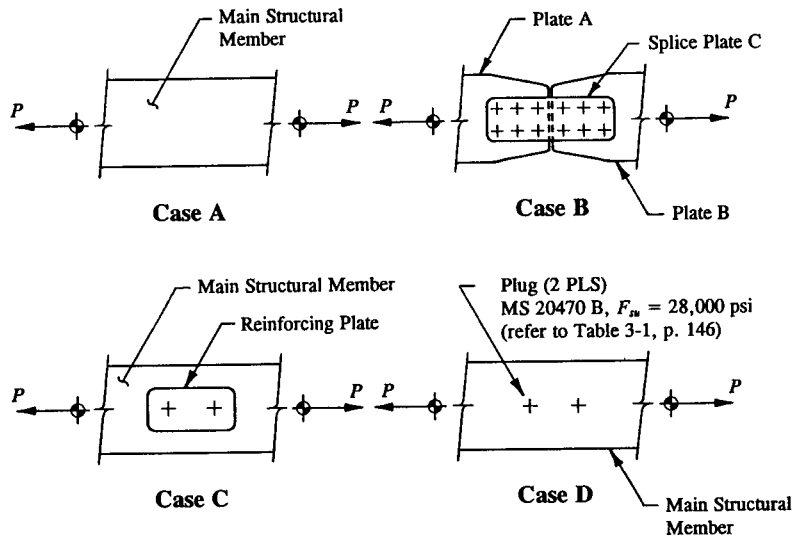 Main Structural
Member
P
P
Case A
Plate A
Splice Plate C
P
P
Case B
Plate B
Main Structural Member
Reinforcing Plate
P
P
Case C
Plug (2 PLS)
MS 20470 B, Fsu = 28,000 psi
(refer to Table 3-1, p. 146)
P
P
Case D
Main Structural
Member